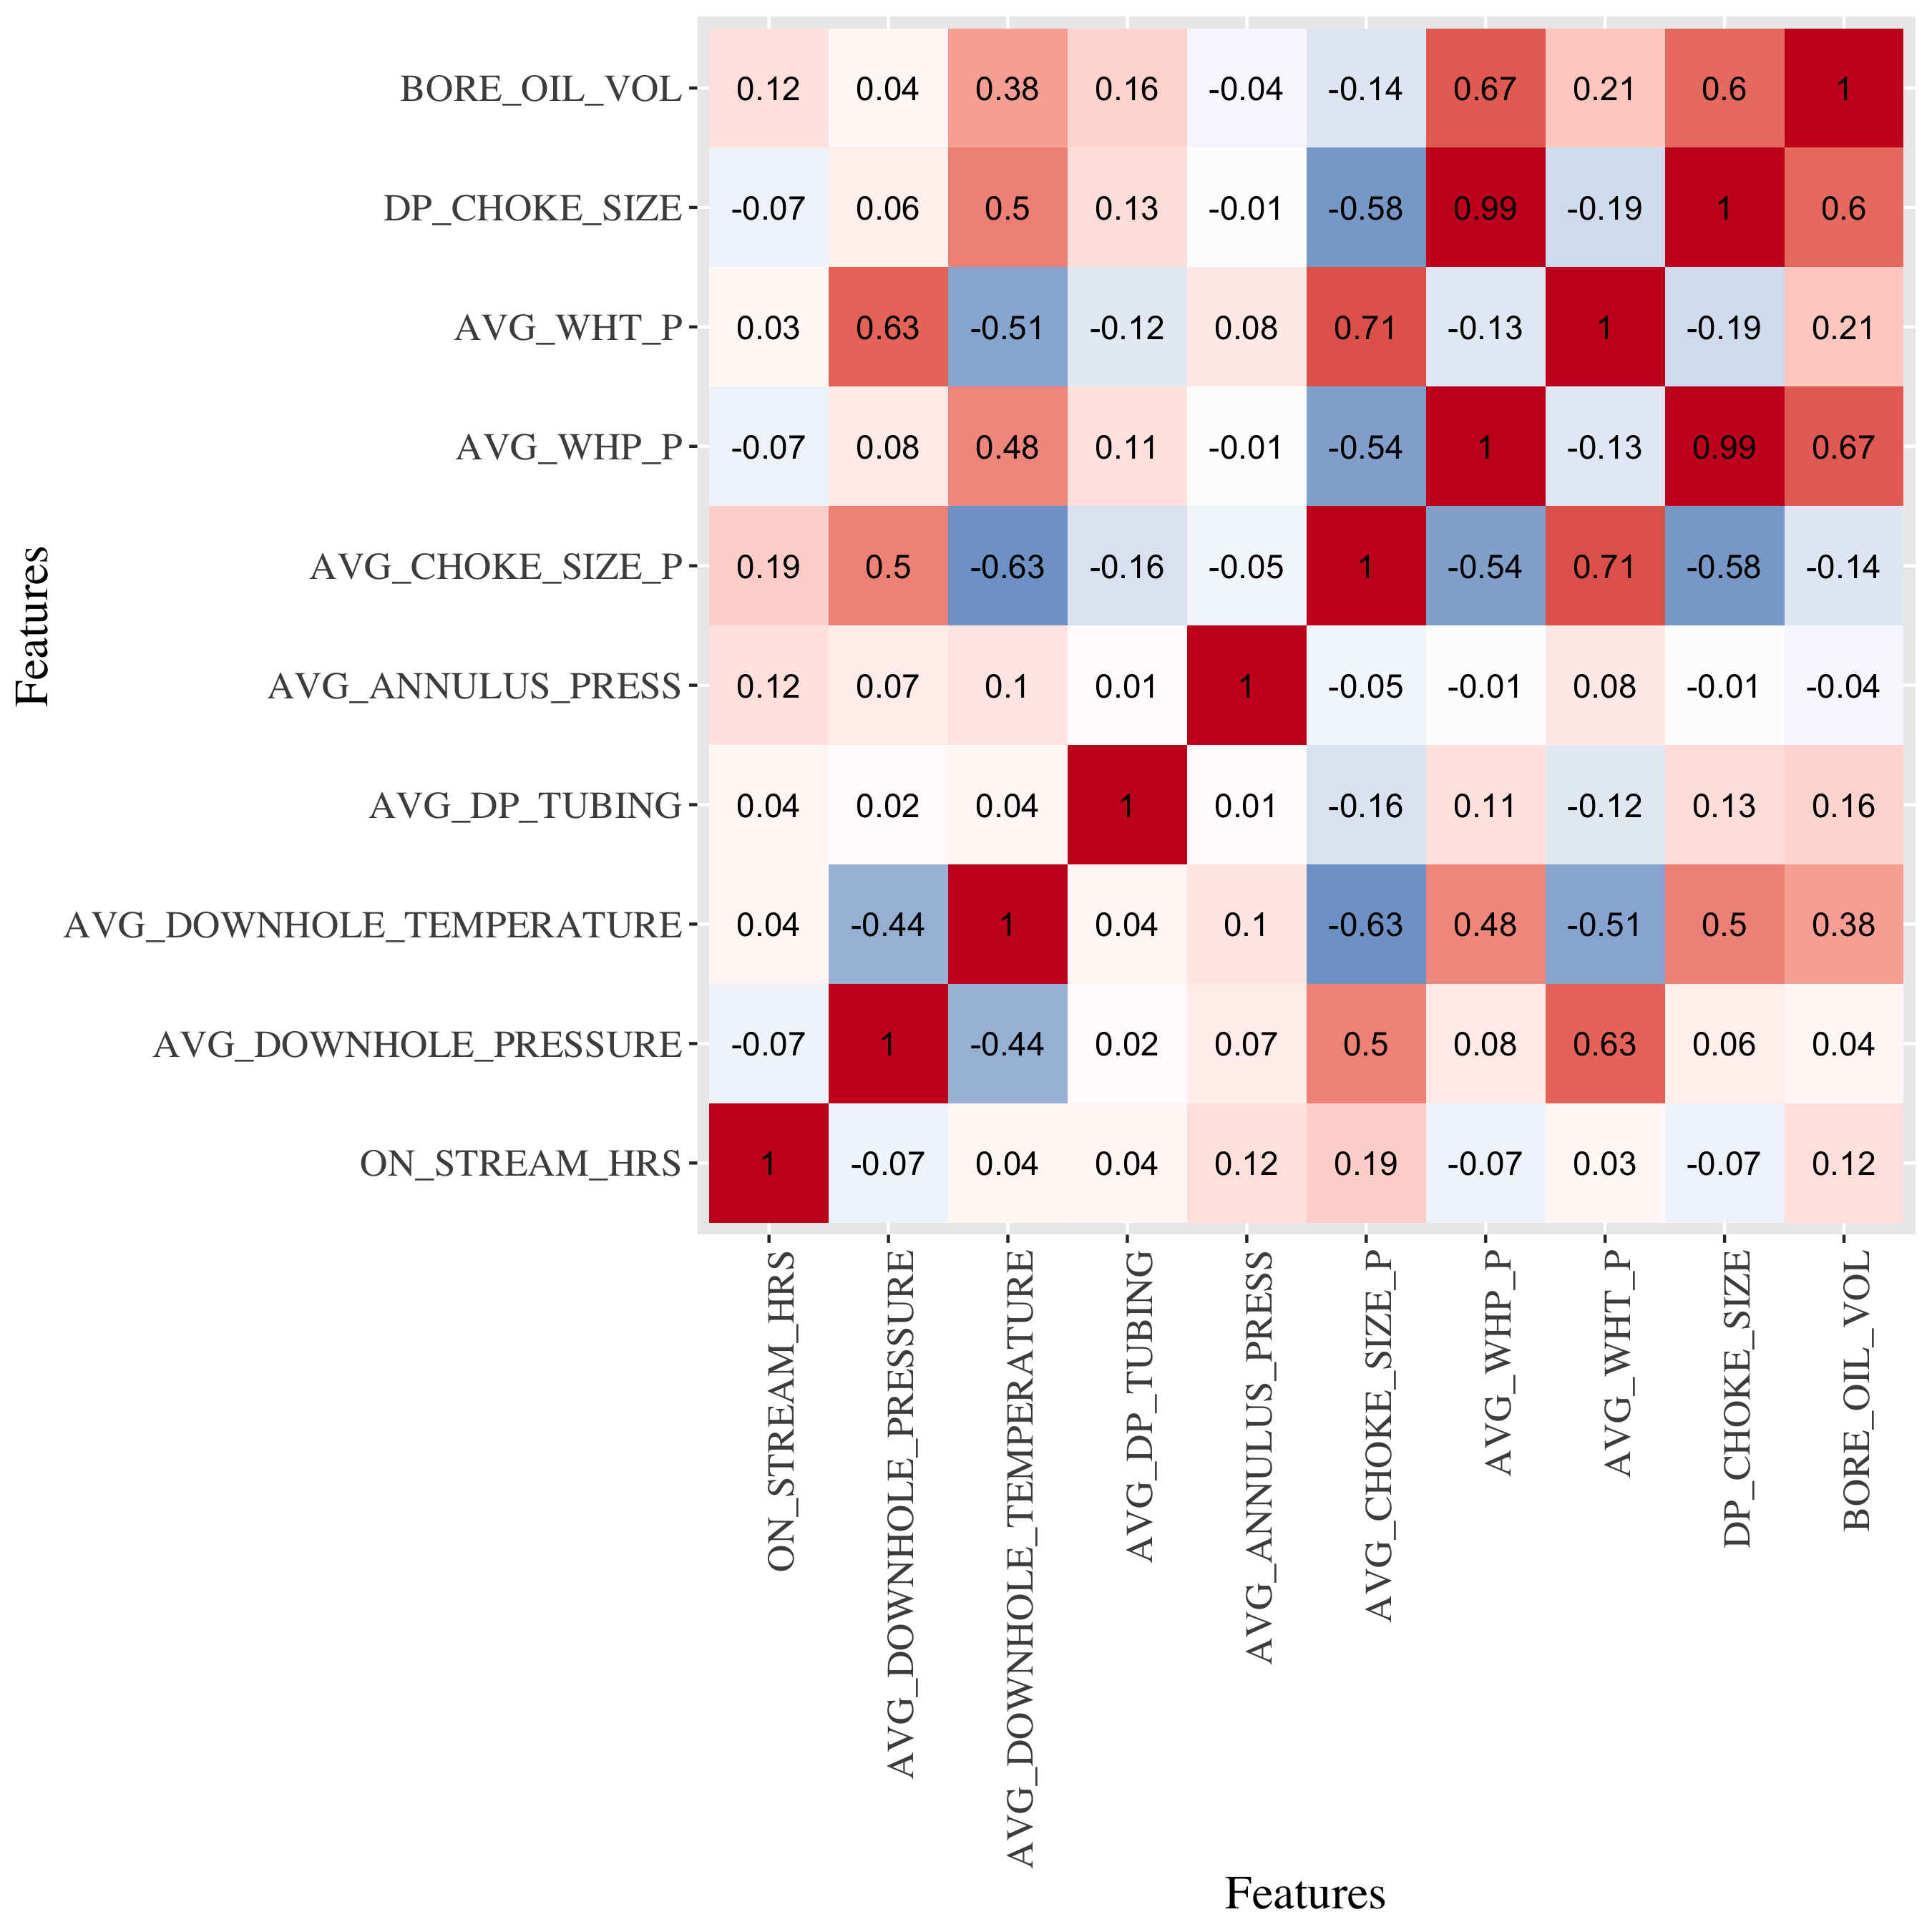 Features
BORE_OIL_VOL 0.12 0.04 0.38 0.16 -0.04 -0.14 0.67 0.21 0.6 1
DP_CHOKE_SIZE -0.07 0.06 0.5 0.13 -0.01 -0.58 0.99 -0.19 1 0.6
AVG_WHT_P 0.03 0.63 -0.51 -0.12 0.08 0.71 -0.13 1 -0.19 0.21
AVG_WHP_P -0.07 0.08 0.48 0.11 -0.01 -0.54 1 -0.13 0.99 0.67
AVG_CHOKE_SIZE_P 0.19 0.5 -0.63 -0.16 -0.05 1 -0.54 0.71 -0.58 -0.14
AVG_ANNULUS_PRESS 0.12 0.07 0.1 0.01 1 -0.05 -0.01 0.08 -0.01 -0.04
AVG_DP_TUBING 0.04 0.02 0.04 1 0.01 -0.16 0.11 -0.12 0.13 0.16
AVG_DOWNHOLE_TEMPERATURE 0.04 -0.44 1 0.04 0.1 -0.63 0.48 -0.51 0.5 0.38
AVG_DOWNHOLE_PRESSURE -0.07 1 -0.44 0.02 0.07 0.5 0.08 0.63 0.06 0.04
ON_STREAM_HRS 1 -0.07 0.04 0.04 0.12 0.19 -0.07 0.03 -0.07 0.12
ON_STREAM_HRS
AVG_DOWNHOLE_PRESSURE
AVG_DOWNHOLE_TEMPERATURE
AVG_DP_TUBING
AVG_ANNULUS_PRESS
AVG_CHOKE_SIZE_P
AVG_WHP_P
AVG_WHT_P
DP_CHOKE_SIZE
BORE_OIL_VOL
Features